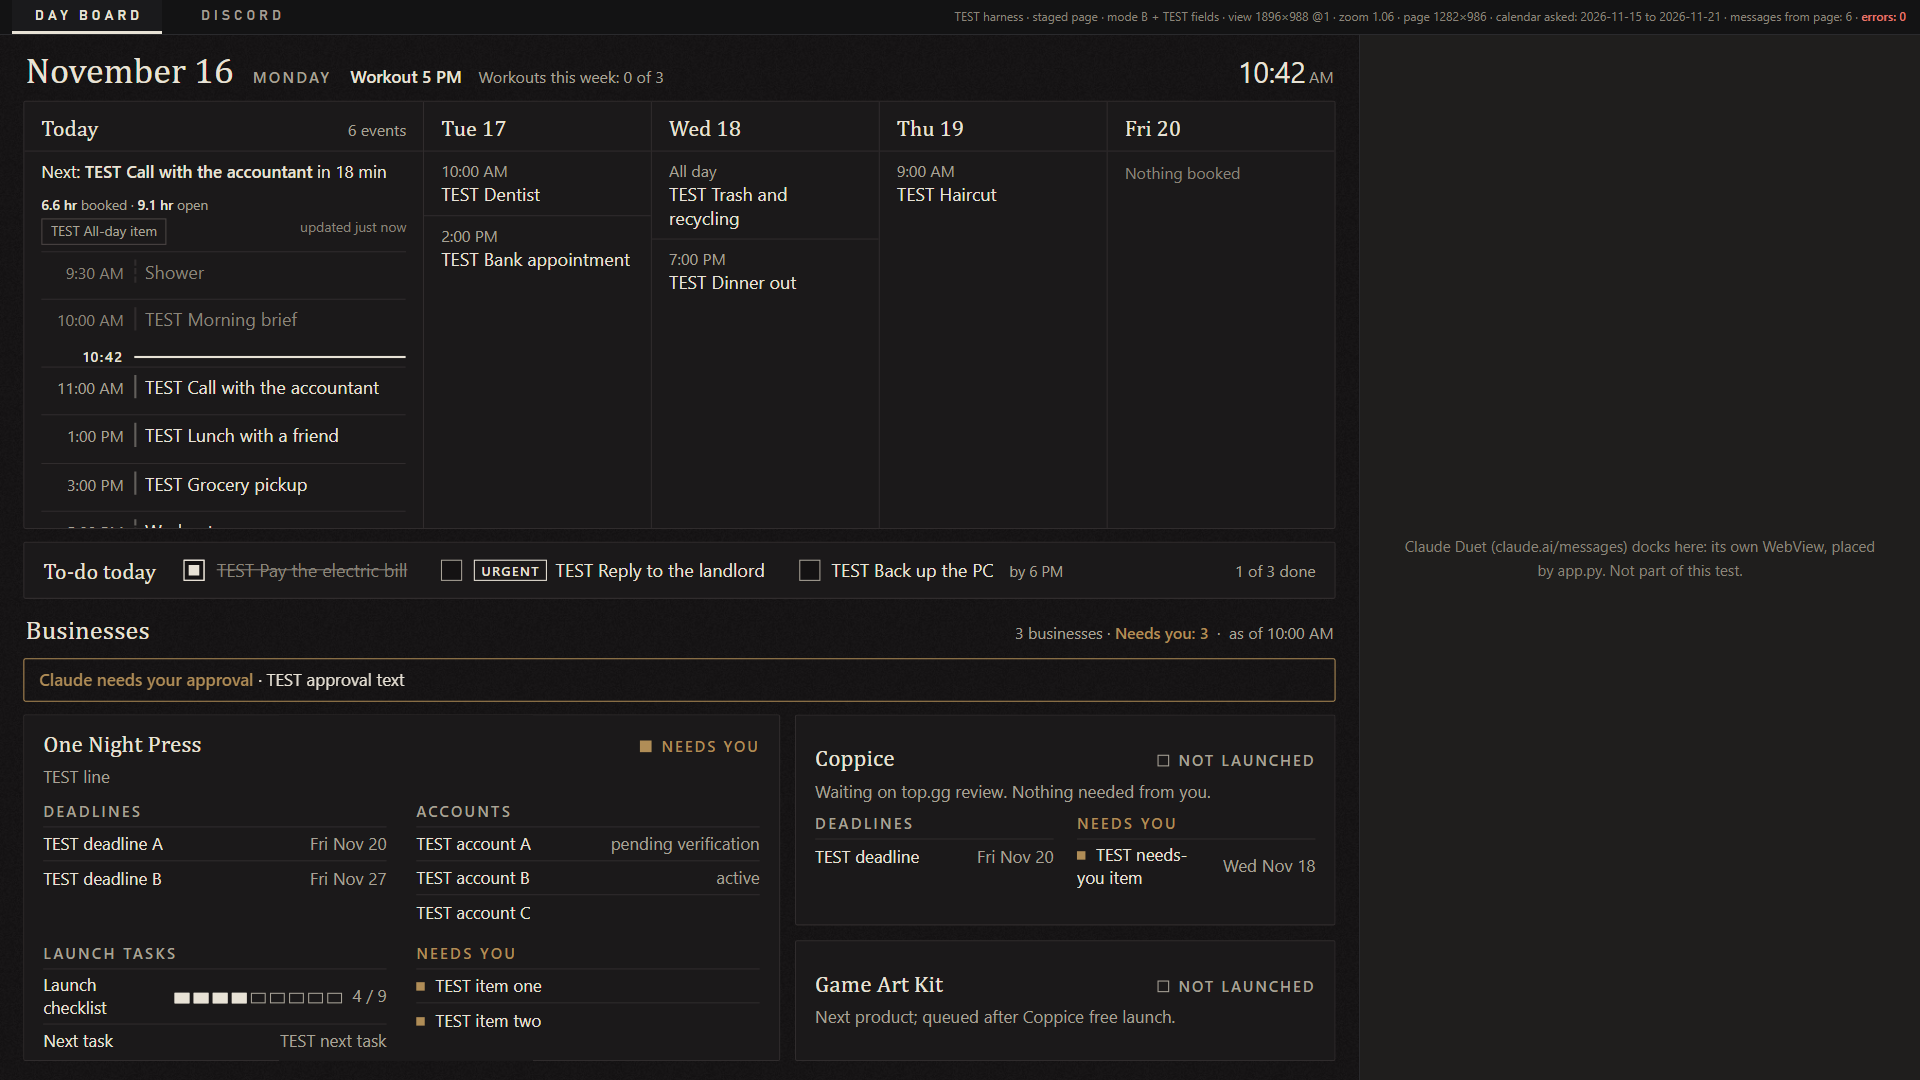 DAY BOARD
DISCORD
TEST harness · staged page · mode B + TEST fields · view 1896×988 @1 · zoom 1.06 · page 1282×986 · calendar asked: 2026-11-15 to 2026-11-21 · messages from page: 6 · errors: 0
November 16 MONDAY Workout 5 PM Workouts this week: 0 of 3
10:42 AM
Today
6 events
Next: TEST Call with the accountant in 18 min
6.6 hr booked · 9.1 hr open
TEST All-day item
updated just now
9:30 AM Shower
10:00 AM TEST Morning brief
10:42
11:00 AM TEST Call with the accountant
1:00 PM TEST Lunch with a friend
3:00 PM TEST Grocery pickup
Tue 17
10:00 AM
TEST Dentist
2:00 PM
TEST Bank appointment
Wed 18
All day
TEST Trash and
recycling
7:00 PM
TEST Dinner out
Thu 19
9:00 AM
TEST Haircut
Fri 20
Nothing booked
To-do today
TEST Pay the electric bill
URGENT TEST Reply to the landlord
TEST Back up the PC by 6 PM
1 of 3 done
Businesses
3 businesses · Needs you: 3 · as of 10:00 AM
Claude needs your approval · TEST approval text
One Night Press
NEEDS YOU
TEST line
DEADLINES
TEST deadline A Fri Nov 20
TEST deadline B Fri Nov 27
ACCOUNTS
TEST account A pending verification
TEST account B active
TEST account C
LAUNCH TASKS
Launch
checklist
4 / 9
Next task TEST next task
NEEDS YOU
TEST item one
TEST item two
Coppice
NOT LAUNCHED
Waiting on top.gg review. Nothing needed from you.
DEADLINES
TEST deadline Fri Nov 20
NEEDS YOU
TEST needs-
you item
Wed Nov 18
Game Art Kit
NOT LAUNCHED
Next product; queued after Coppice free launch.
Claude Duet (claude.ai/messages) docks here: its own WebView, placed
by app.py. Not part of this test.